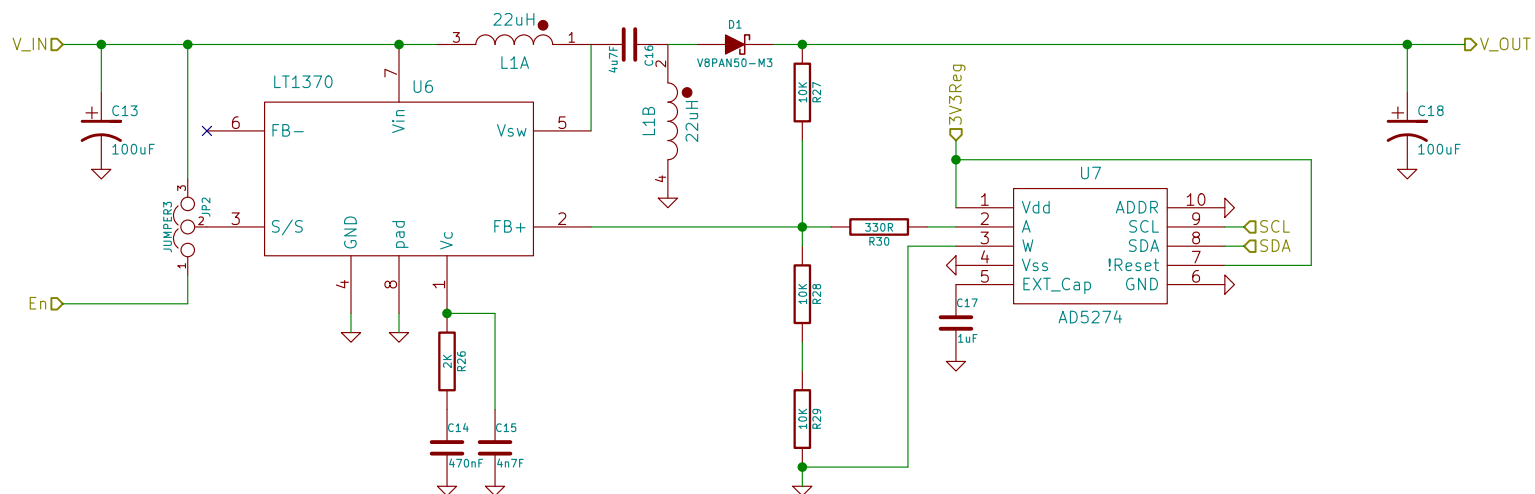 V_IN
C13
100uF
En
JUMPER3
JP2
3
2
1
LT1370
U6
7
Vin
6
FB-
3
S/S
Vsw
5
FB+
2
GND
4
pad
8
Vc
1
22uH
3
1
L1A
4u7F
C16
2
L1B
22uH
4
D1
V8PAN50-M3
2K
R26
C14
470nF
C15
4n7F
10K
R27
10K
R28
10K
R29
330R
R30
3V3Reg
U7
1
Vdd
2
A
3
W
4
Vss
5
EXT_Cap
ADDR
10
SCL
9
SDA
8
!Reset
7
GND
6
AD5274
SCL
SDA
C17
1uF
C18
100uF
V_OUT